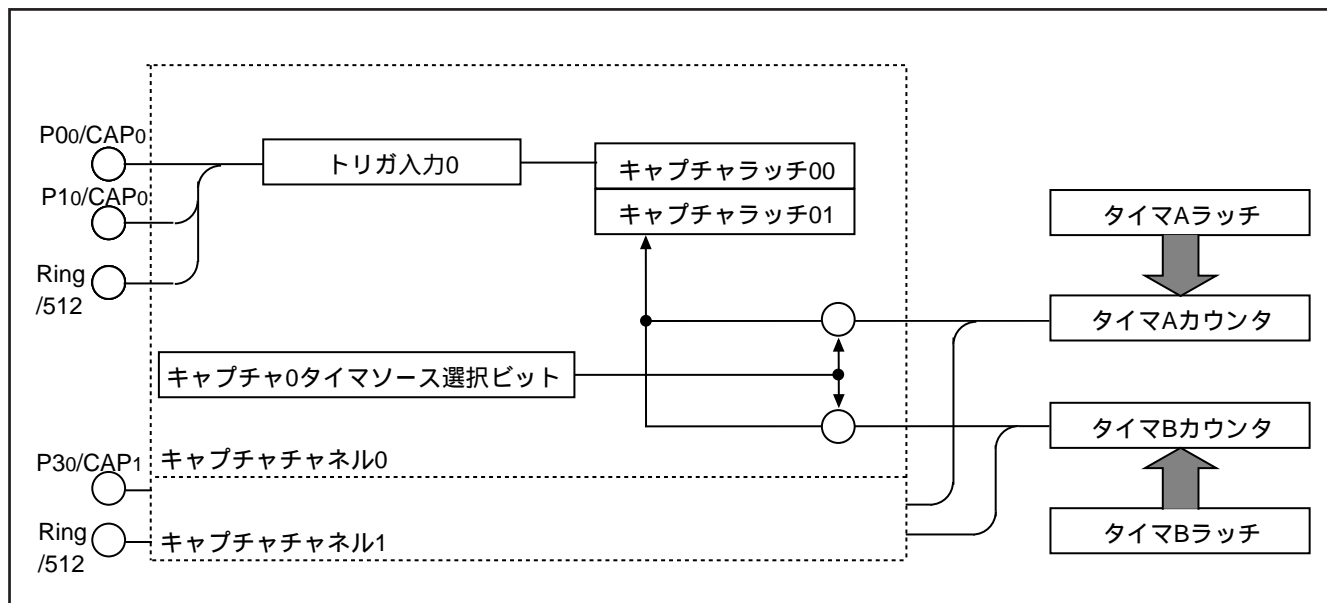 P00/CAP0
P10/CAP0
Ring
/512
トリガ入力0
キャプチャラッチ00
キャプチャラッチ01
タイマAラッチ
タイマAカウンタ
キャプチャ0タイマソース選択ビット
タイマBカウンタ
キャプチャチャネル0
P30/CAP1
Ring
/512
キャプチャチャネル1
タイマBラッチ